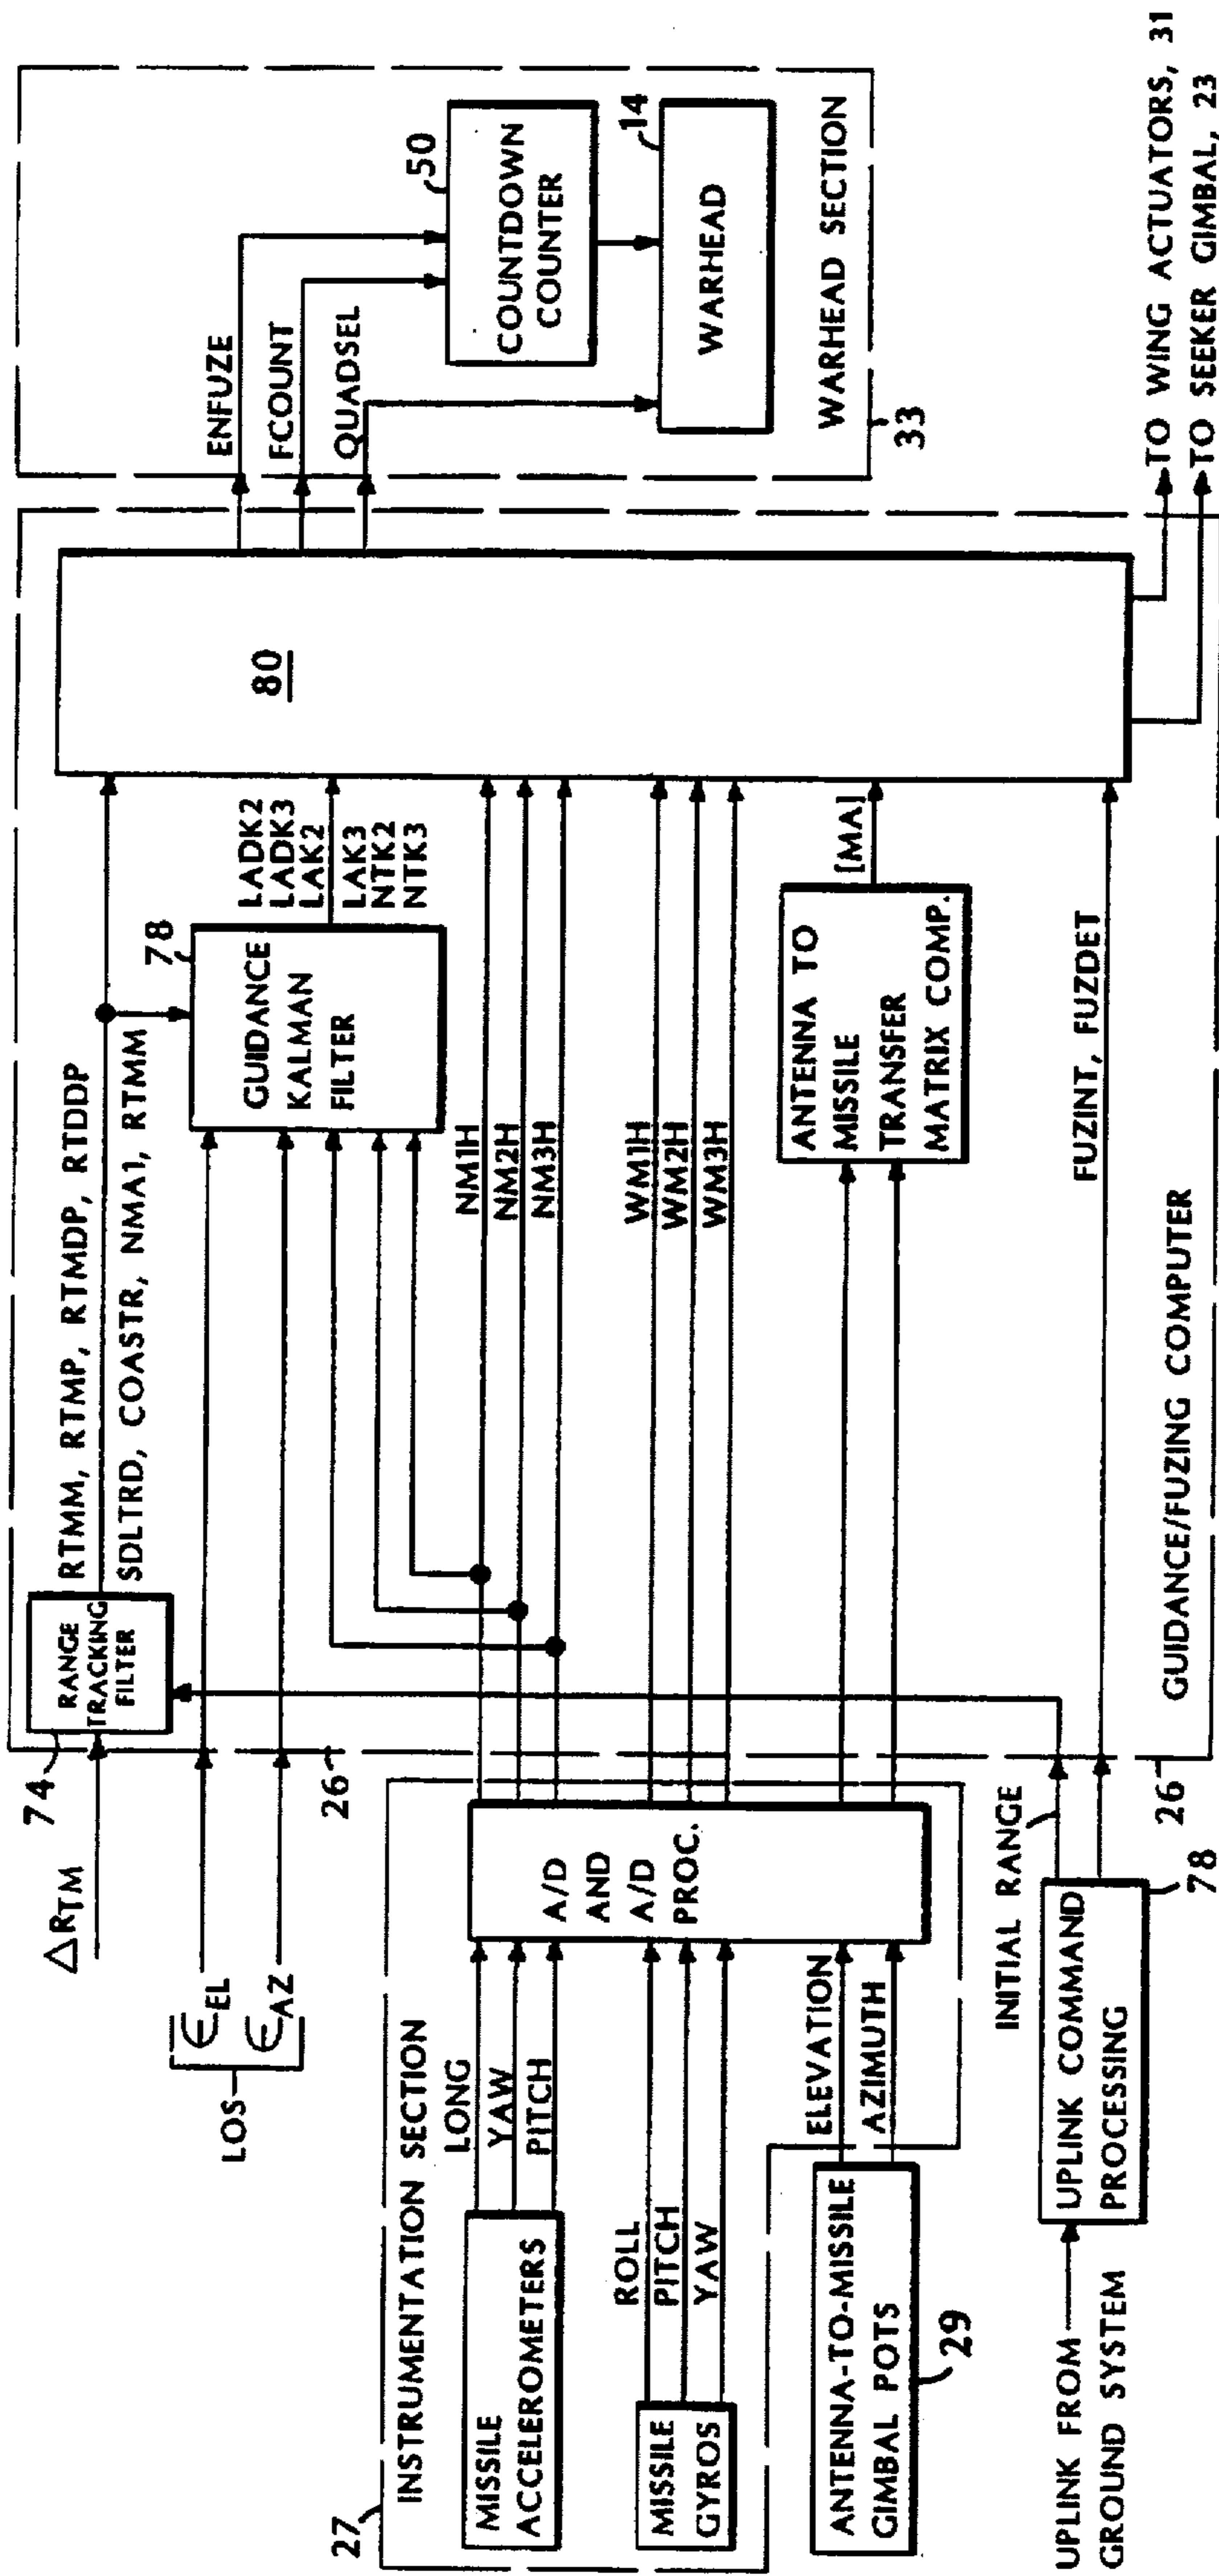 ΔRTM
74
RANGE
TRACKING
FILTER
RTMM, RTMP, RTMDP, RTDDP
SDLTRD, COASTR, NMA1, RTMM
LOS
ϵEL
ϵAZ
26
78
GUIDANCE
KALMAN
FILTER
LADK2
LADK3
LAK2
LAK3
NTK2
NTK3
80
ENFUZE
FCOUNT
QUADSEL
50
COUNTDOWN
COUNTER
14
WARHEAD
WARHEAD SECTION
33
27
INSTRUMENTATION SECTION
MISSILE
ACCELEROMETERS
LONG
YAW
PITCH
A/D
AND
A/D
PROC.
NM1H
NM2H
NM3H
MISSILE
GYROS
ROLL
PITCH
YAW
WM1H
WM2H
WM3H
ANTENNA-TO-MISSILE
GIMBAL POTS
29
ELEVATION
AZIMUTH
ANTENNA TO
MISSILE
TRANSFER
MATRIX COMP.
[MA]
UPLINK FROM
GROUND SYSTEM
UPLINK COMMAND
PROCESSING
78
INITIAL RANGE
26
FUZINT, FUZDET
GUIDANCE/FUZING COMPUTER
TO WING ACTUATORS, 31
TO SEEKER GIMBAL, 23